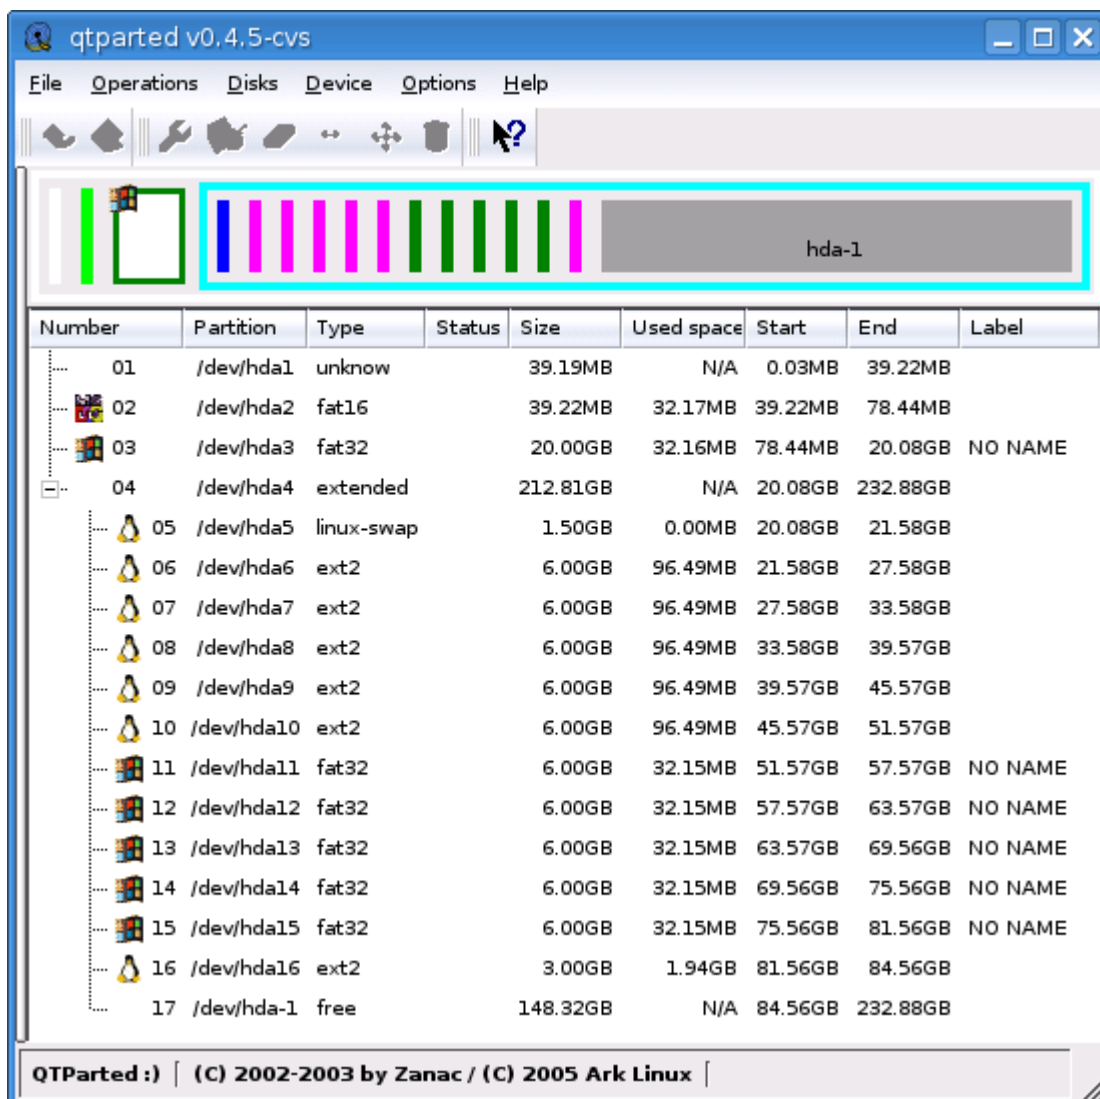 qtparted v0.4.5-cvs
File Operations Disks Device Options Help
hda-1
Number Partition Type Status Size Used space Start End Label
01 /dev/hda1 unknow 39.19MB N/A 0.03MB 39.22MB
02 /dev/hda2 fat16 39.22MB 32.17MB 39.22MB 78.44MB
03 /dev/hda3 fat32 20.00GB 32.16MB 78.44MB 20.08GB NO NAME
04 /dev/hda4 extended 212.81GB N/A 20.08GB 232.88GB
05 /dev/hda5 linux-swap 1.50GB 0.00MB 20.08GB 21.58GB
06 /dev/hda6 ext2 6.00GB 96.49MB 21.58GB 27.58GB
07 /dev/hda7 ext2 6.00GB 96.49MB 27.58GB 33.58GB
08 /dev/hda8 ext2 6.00GB 96.49MB 33.58GB 39.57GB
09 /dev/hda9 ext2 6.00GB 96.49MB 39.57GB 45.57GB
10 /dev/hda10 ext2 6.00GB 96.49MB 45.57GB 51.57GB
11 /dev/hda11 fat32 6.00GB 32.15MB 51.57GB 57.57GB NO NAME
12 /dev/hda12 fat32 6.00GB 32.15MB 57.57GB 63.57GB NO NAME
13 /dev/hda13 fat32 6.00GB 32.15MB 63.57GB 69.56GB NO NAME
14 /dev/hda14 fat32 6.00GB 32.15MB 69.56GB 75.56GB NO NAME
15 /dev/hda15 fat32 6.00GB 32.15MB 75.56GB 81.56GB NO NAME
16 /dev/hda16 ext2 3.00GB 1.94GB 81.56GB 84.56GB
17 /dev/hda-1 free 148.32GB N/A 84.56GB 232.88GB
QTParted :) (C) 2002-2003 by Zanac / (C) 2005 Ark Linux